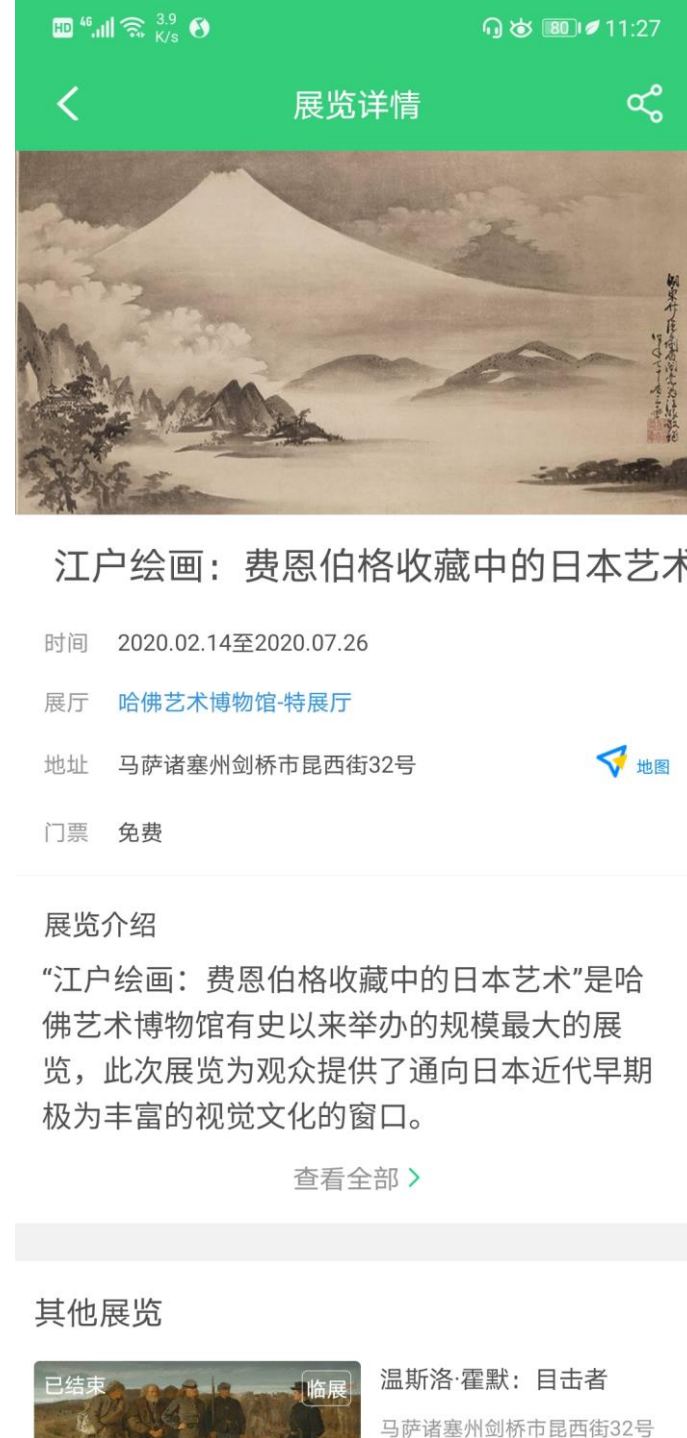 HD 4G 3.9 K/s 80 11:27
展览详情
江户绘画：费恩伯格收藏中的日本艺术
时间 2020.02.14至2020.07.26
展厅 哈佛艺术博物馆-特展厅
地址 马萨诸塞州剑桥市昆西街32号 地图
门票 免费
展览介绍
“江户绘画：费恩伯格收藏中的日本艺术”是哈
佛艺术博物馆有史以来举办的规模最大的展
览，此次展览为观众提供了通向日本近代早期
极为丰富的视觉文化的窗口。
查看全部
其他展览
已结束 临展 温斯洛·霍默：目击者
马萨诸塞州剑桥市昆西街32号